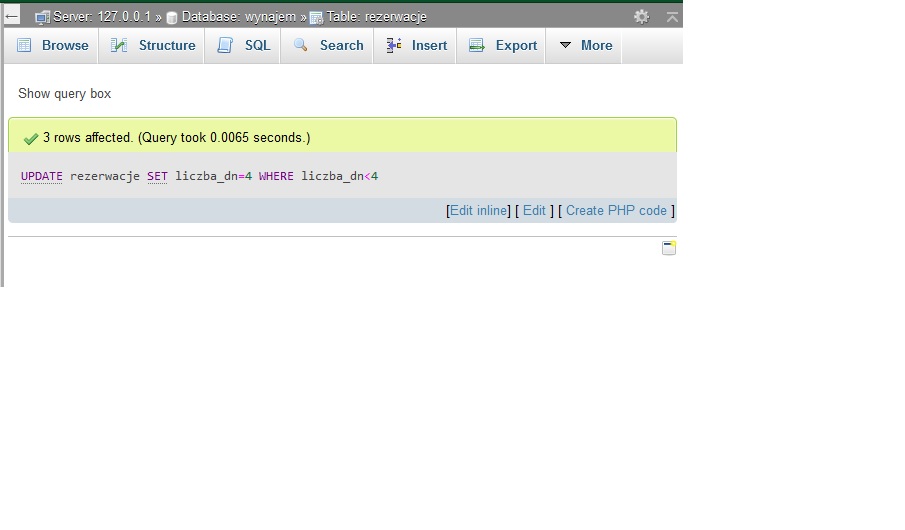 Server: 127.0.0.1 » Database: wynajem » Table: rezerwacje
Browse Structure SQL Search Insert Export More
Show query box
3 rows affected. (Query took 0.0065 seconds.)
UPDATE rezerwacje SET liczba_dn=4 WHERE liczba_dn<4
[Edit inline] [ Edit ] [ Create PHP code ]